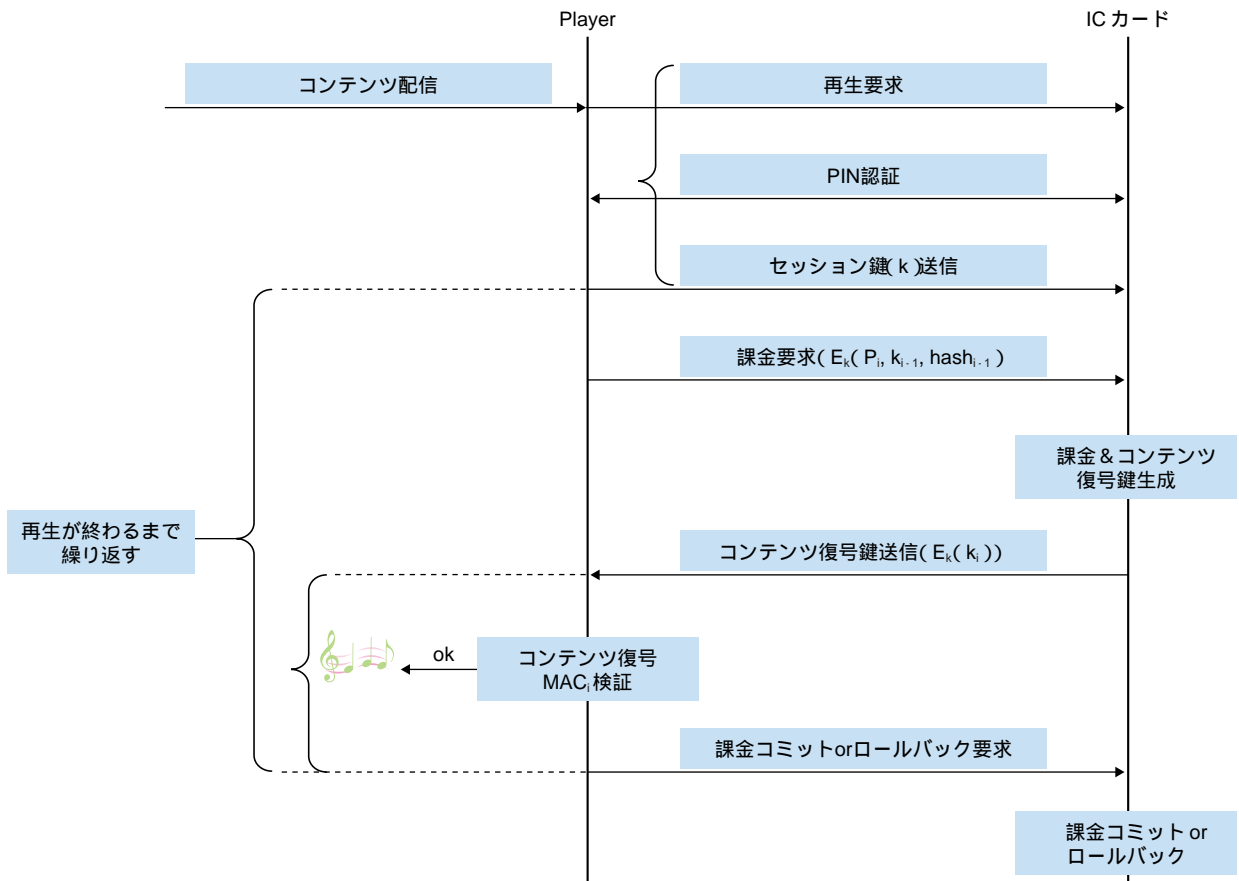 Player
IC カード
コンテンツ配信
再生要求
PIN認証
セッション鍵( k )送信
課金要求( Eₖ( Pᵢ, kᵢ₋₁, hashᵢ₋₁ )
課金＆コンテンツ
復号鍵生成
再生が終わるまで
繰り返す
コンテンツ復号鍵送信( Eₖ( kᵢ ))
ok
コンテンツ復号
MACᵢ検証
課金コミットorロールバック要求
課金コミット or
ロールバック